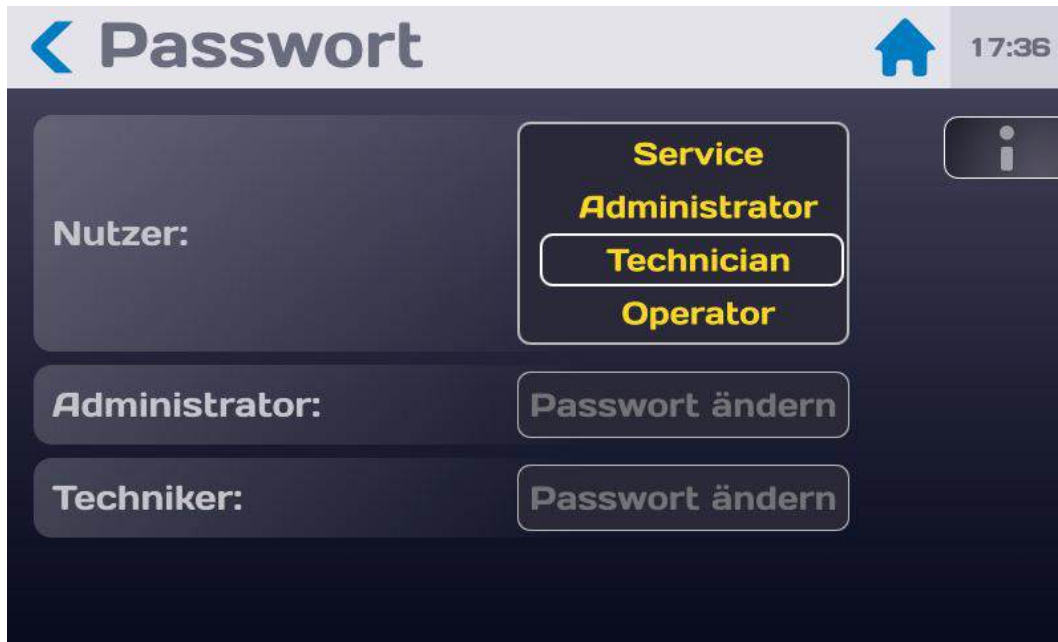 Passwort
17:36
Nutzer:
Service
Administrator
Technician
Operator
Administrator:
Passwort ändern
Techniker:
Passwort ändern